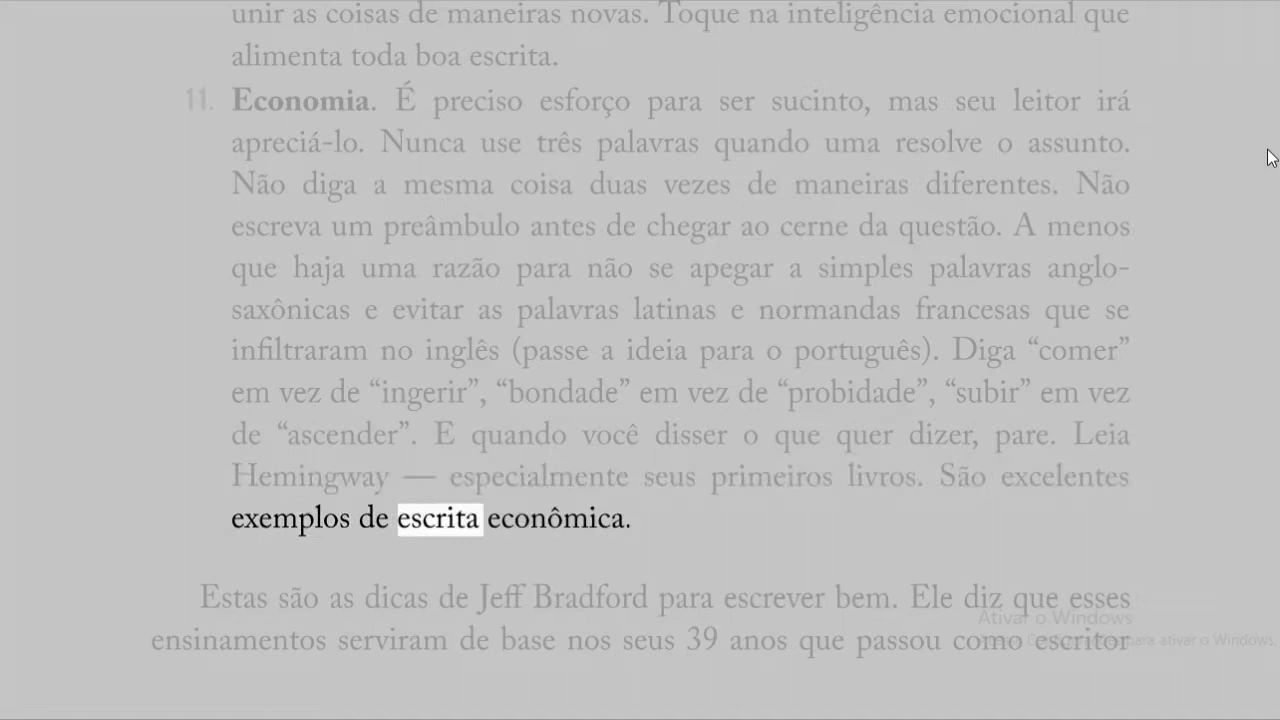 unir as coisas de maneiras novas. Toque na inteligência emocional que
alimenta toda boa escrita.
11. Economia. É preciso esforço para ser sucinto, mas seu leitor irá
apreciá-lo. Nunca use três palavras quando uma resolve o assunto.
Não diga a mesma coisa duas vezes de maneiras diferentes. Não
escreva um preâmbulo antes de chegar ao cerne da questão. A menos
que haja uma razão para não se apegar a simples palavras anglo-
saxônicas e evitar as palavras latinas e normandas francesas que se
infiltraram no inglês (passe a ideia para o português). Diga “comer”
em vez de “ingerir”, “bondade” em vez de “probidade”, “subir” em vez
de “ascender”. E quando você disser o que quer dizer, pare. Leia
Hemingway — especialmente seus primeiros livros. São excelentes
exemplos de escrita econômica.
Estas são as dicas de Jeff Bradford para escrever bem. Ele diz que esses
ensinamentos serviram de base nos seus 39 anos que passou como escritor
Ativar o Windows
para ativar o Windows.